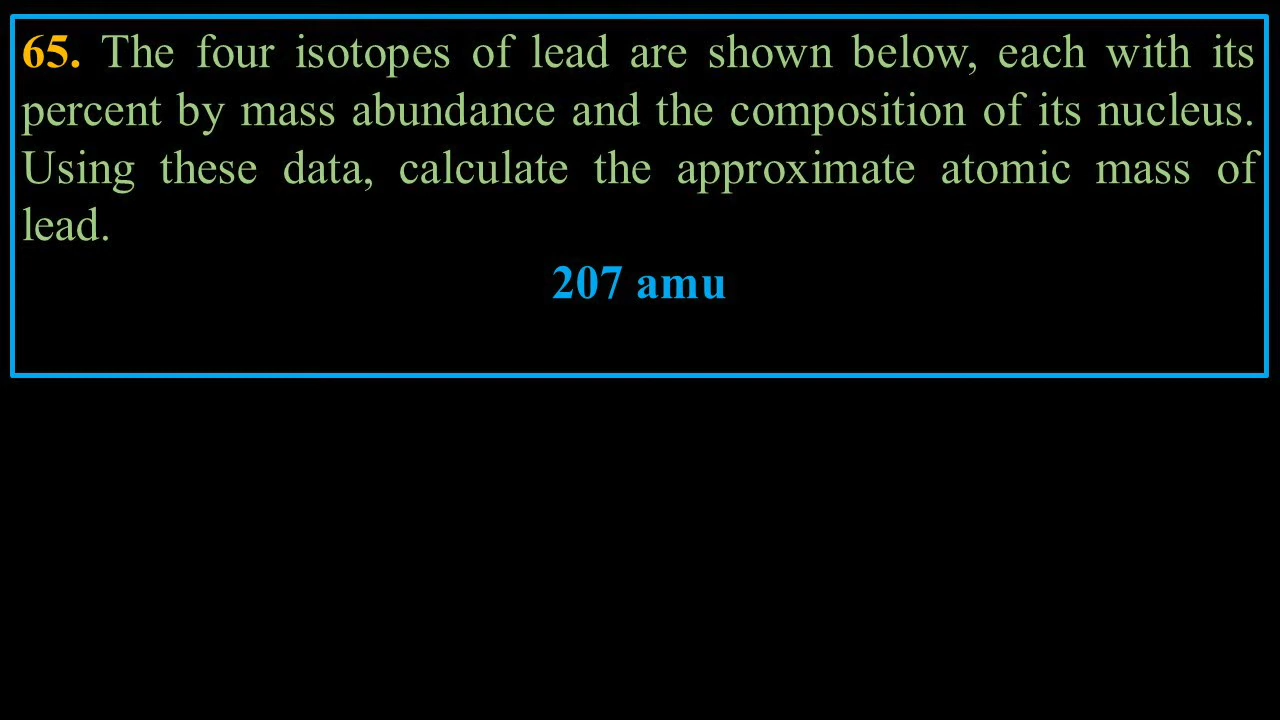 65. The four isotopes of lead are shown below, each with its
percent by mass abundance and the composition of its nucleus.
Using these data, calculate the approximate atomic mass of
lead.
207 amu